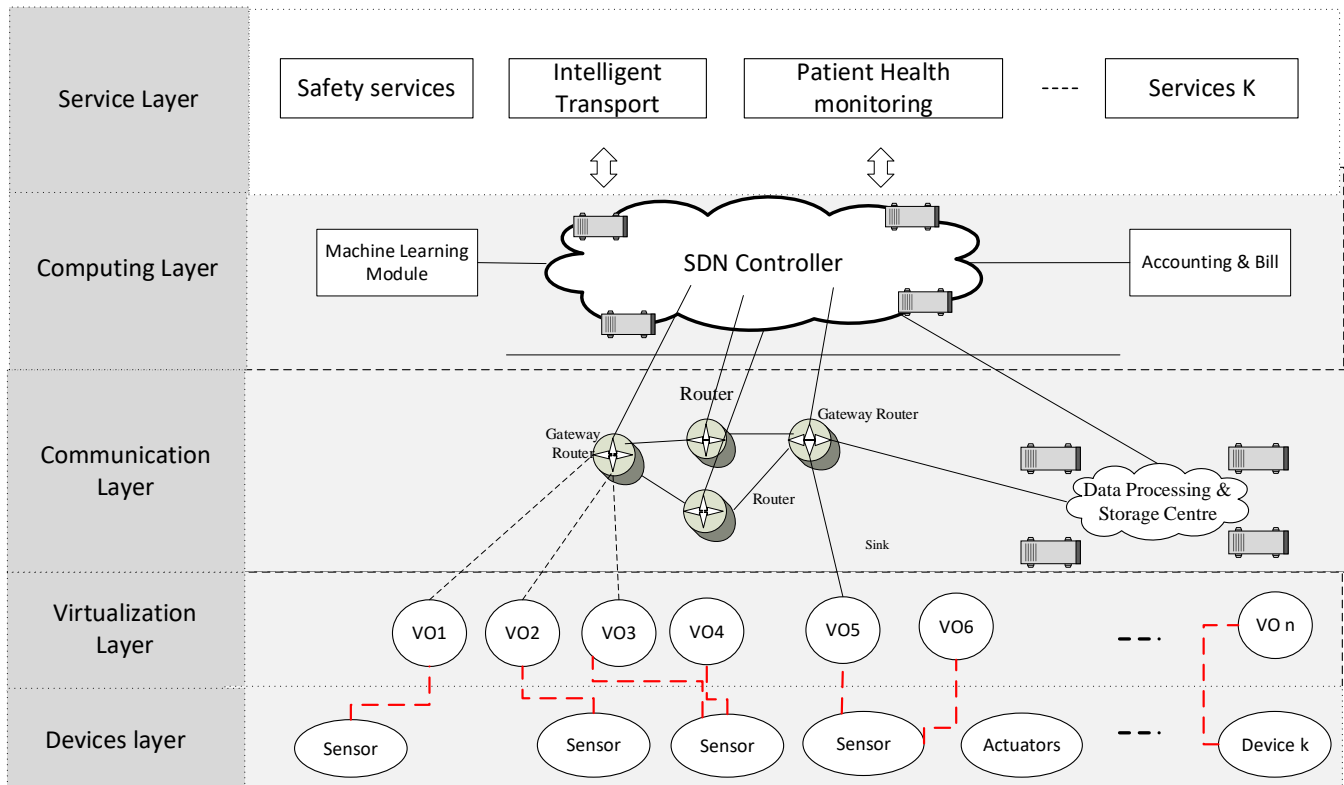 Service Layer
Safety services
Intelligent
Transport
Patient Health
monitoring
Services K
Computing Layer
Machine Learning
Module
SDN Controller
Accounting & Bill
Communication
Layer
Router
Gateway
Router
Gateway Router
Router
Sink
Data Processing &
Storage Centre
Virtualization
Layer
VO1
VO2
VO3
VO4
VO5
VO6
VO n
Devices layer
Sensor
Sensor
Sensor
Sensor
Actuators
Device k